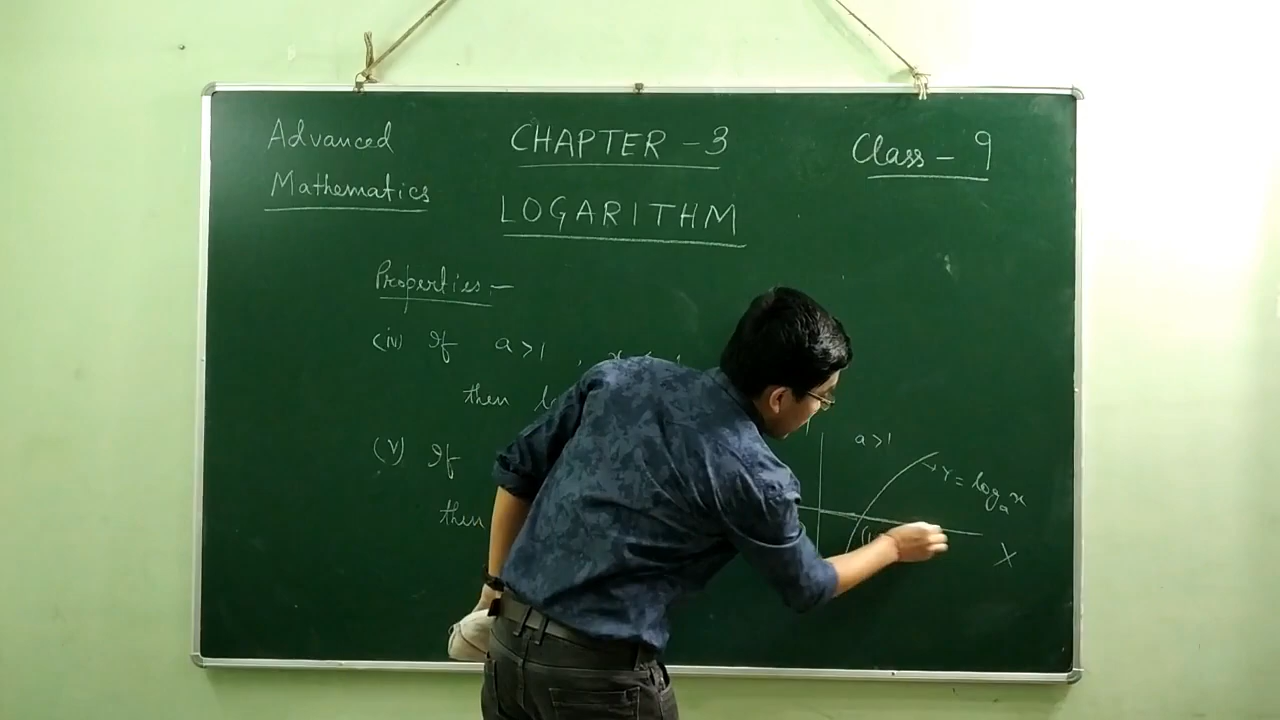 Advanced
Mathematics
CHAPTER - 3
LOGARITHM
Class - 9
Properties :-
(iv) If a > 1 ,
then
(v) If
then
a > 1
Y = logₐx
X